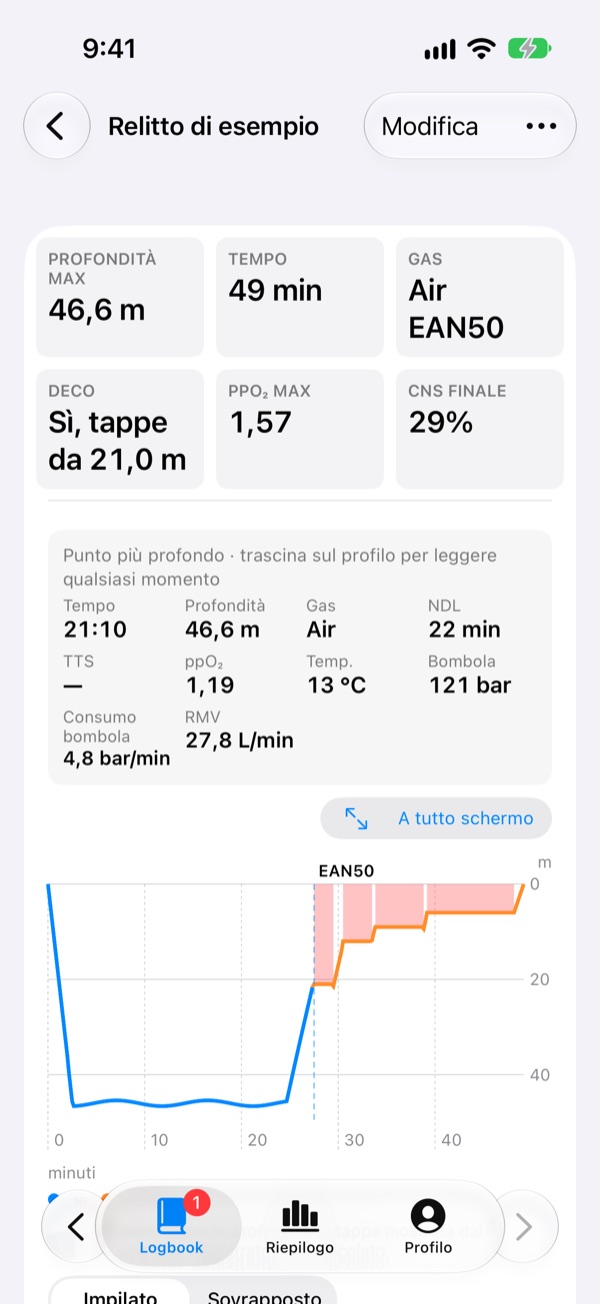 9:41
Relitto di esempio
Modifica
PROFONDITÀ MAX
46,6 m
TEMPO
49 min
GAS
Air
EAN50
DECO
Sì, tappe
da 21,0 m
PPO₂ MAX
1,57
CNS FINALE
29%
Punto più profondo · trascina sul profilo per leggere
qualsiasi momento
Tempo
21:10
Profondità
46,6 m
Gas
Air
NDL
22 min
TTS
—
ppO₂
1,19
Temp.
13 °C
Bombola
121 bar
Consumo
bombola
4,8 bar/min
RMV
27,8 L/min
A tutto schermo
EAN50
m
0
20
40
0 10 20 30 40
minuti
1
Logbook
Riepilogo
Profilo
Impilato
Sovrapposto